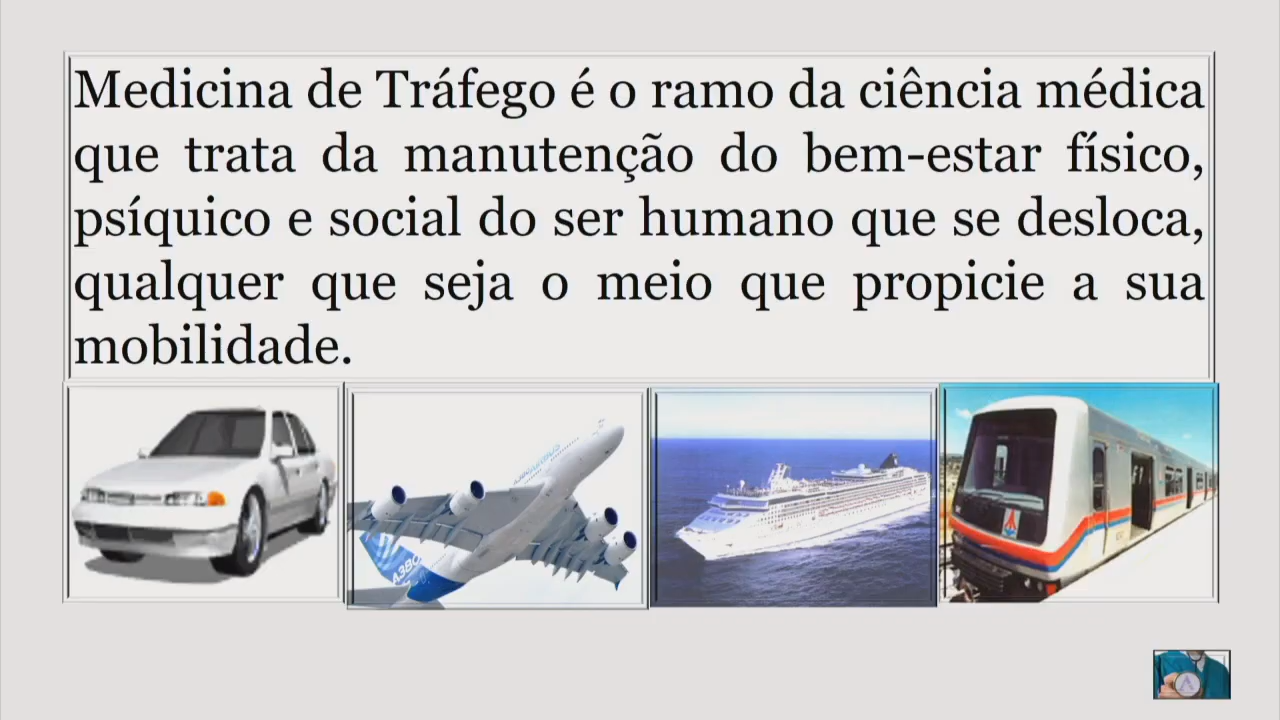 Medicina de Tráfego é o ramo da ciência médica
que trata da manutenção do bem-estar físico,
psíquico e social do ser humano que se desloca,
qualquer que seja o meio que propicie a sua
mobilidade.
A380